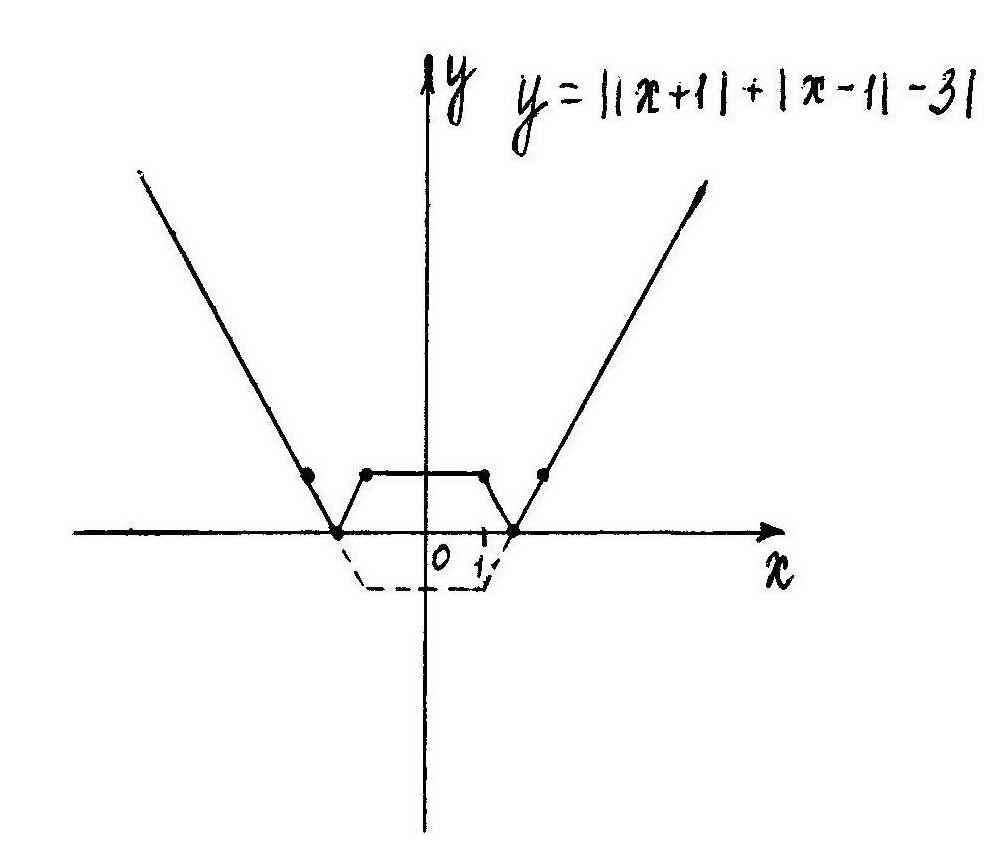 y y = ||x+1|+|x-1|-3|
0 1
x